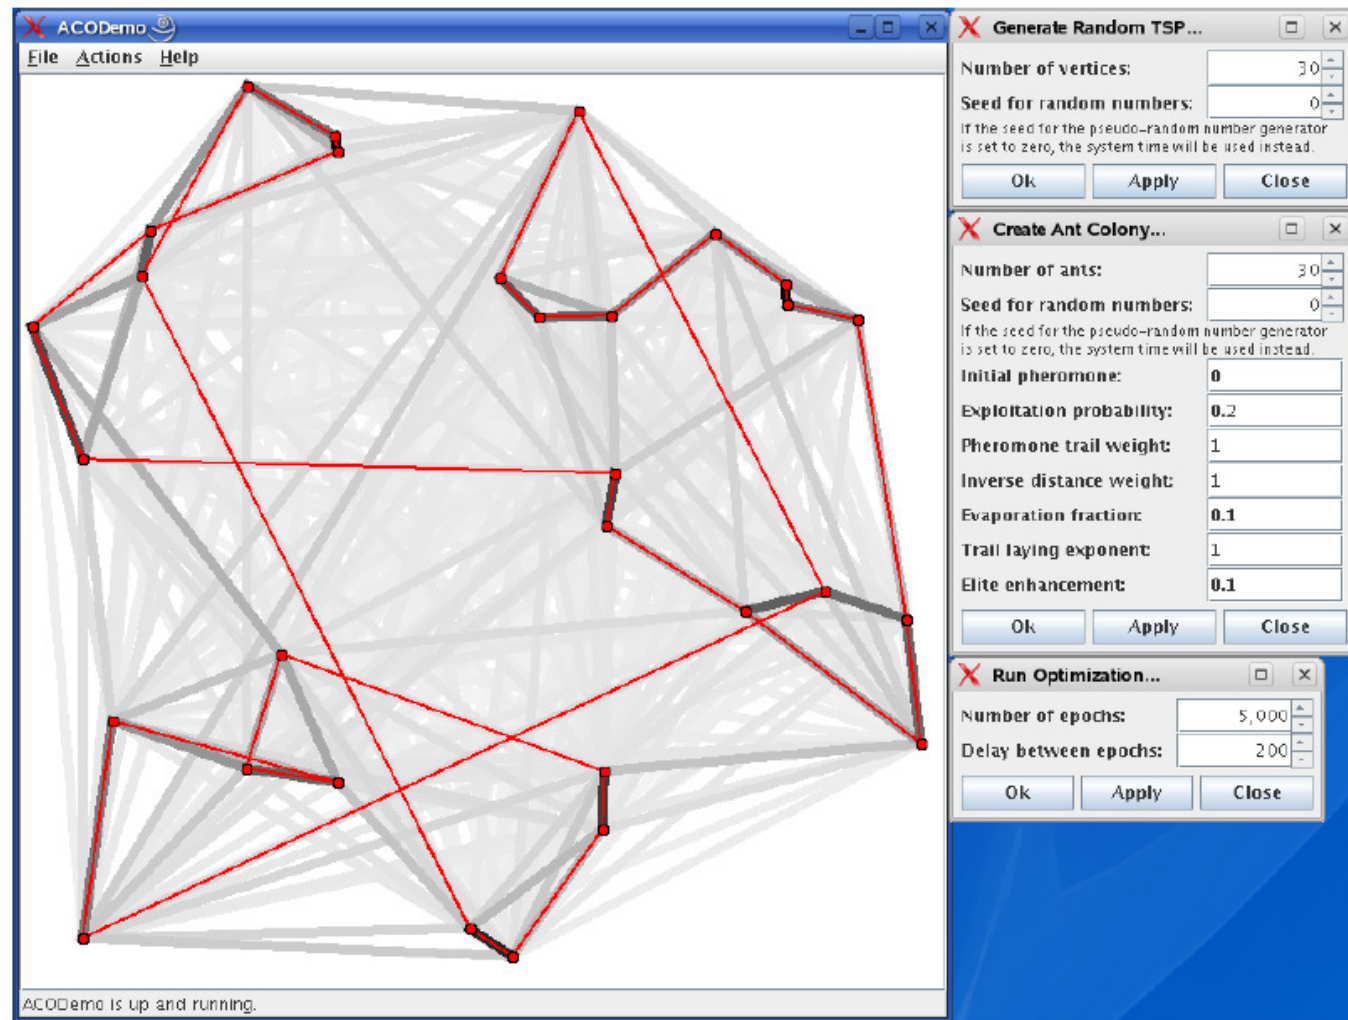 ACODemo
File Actions Help
ACODemo is up and running.
Generate Random TSP...
Number of vertices: 30
Seed for random numbers: 0
If the seed for the pseudo-random number generator
is set to zero, the system time will be used instead.
Ok Apply Close
Create Ant Colony...
Number of ants: 30
Seed for random numbers: 0
If the seed for the pseudo-random number generator
is set to zero, the system time will be used instead.
Initial pheromone: 0
Exploitation probability: 0.2
Pheromone trail weight: 1
Inverse distance weight: 1
Evaporation fraction: 0.1
Trail laying exponent: 1
Elite enhancement: 0.1
Ok Apply Close
Run Optimization...
Number of epochs: 5,000
Delay between epochs: 200
Ok Apply Close